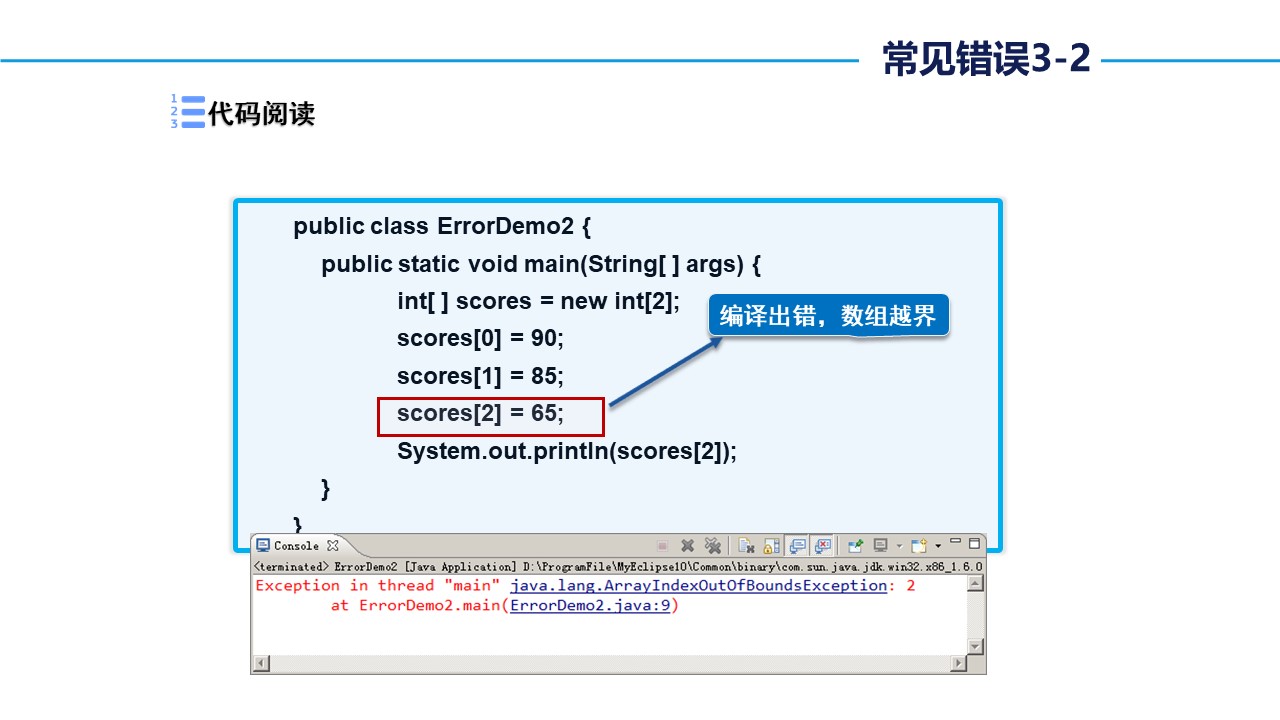 常见错误3-2
1
2
3
代码阅读
public class ErrorDemo2 {
public static void main(String[ ] args) {
int[ ] scores = new int[2];
编译出错，数组越界
scores[0] = 90;
scores[1] = 85;
scores[2] = 65;
System.out.println(scores[2]);
}
}
Console
<terminated> ErrorDemo2 [Java Application] D:\ProgramFile\MyEclipse10\Common\binary\com.sun.java.jdk.win32.x86_1.6.0
Exception in thread "main" java.lang.ArrayIndexOutOfBoundsException: 2
at ErrorDemo2.main(ErrorDemo2.java:9)